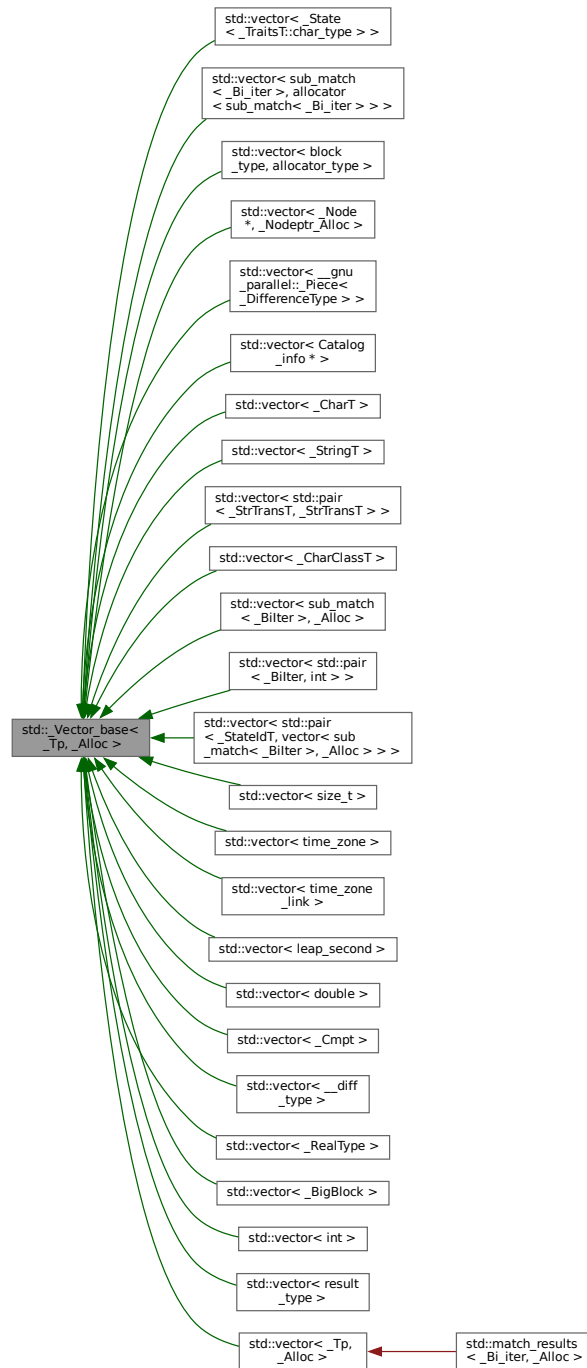 std::vector< _State
< _TraitsT::char_type > >
std::vector< sub_match
< _Bi_iter >, allocator
< sub_match< _Bi_iter > > >
std::vector< block
_type, allocator_type >
std::vector< _Node
*, _Nodeptr_Alloc >
std::vector< __gnu
_parallel::_Piece<
_DifferenceType > >
std::vector< Catalog
_info * >
std::vector< _CharT >
std::vector< _StringT >
std::vector< std::pair
< _StrTransT, _StrTransT > >
std::vector< _CharClassT >
std::vector< sub_match
< _BiIter >, _Alloc >
std::vector< std::pair
< _BiIter, int > >
std::_Vector_base<
_Tp, _Alloc >
std::vector< std::pair
< _StateIdT, vector< sub
_match< _BiIter >, _Alloc > > >
std::vector< size_t >
std::vector< time_zone >
std::vector< time_zone
_link >
std::vector< leap_second >
std::vector< double >
std::vector< _Cmpt >
std::vector< __diff
_type >
std::vector< _RealType >
std::vector< _BigBlock >
std::vector< int >
std::vector< result
_type >
std::vector< _Tp,
_Alloc >
std::match_results
< _Bi_iter, _Alloc >